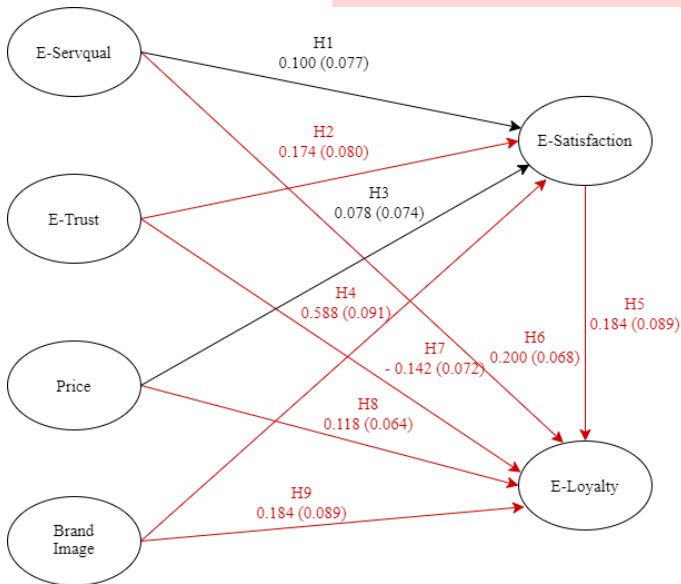 E-Servqual
H1
0.100 (0.077)
H2
0.174 (0.080)
E-Satisfaction
H3
0.078 (0.074)
E-Trust
H4
0.588 (0.091)
H5
0.184 (0.089)
H6
0.200 (0.068)
H7
- 0.142 (0.072)
Price
H8
0.118 (0.064)
H9
0.184 (0.089)
E-Loyalty
Brand
Image